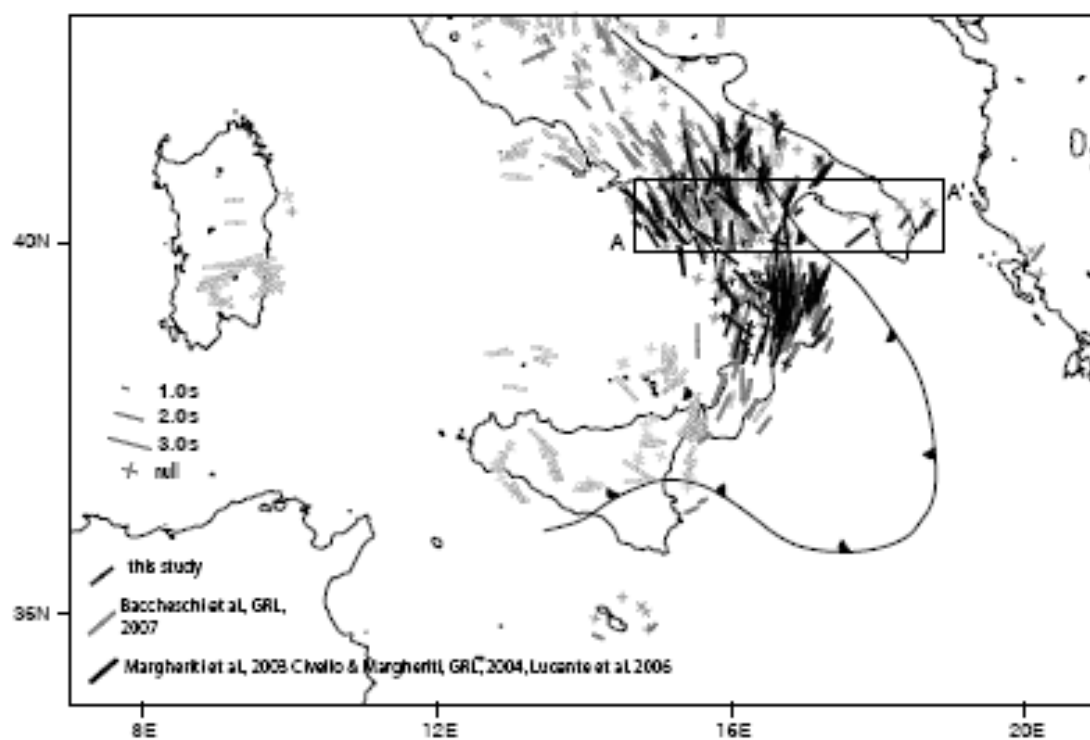 40N
35N
8E
12E
16E
20E
A
A'
D
1.0s
2.0s
3.0s
null
this study
Baccheschi et al., GRL,
2007
Margheriti et al., 2003 Civello & Margheriti, GRL, 2004, Lucente et al. 2006